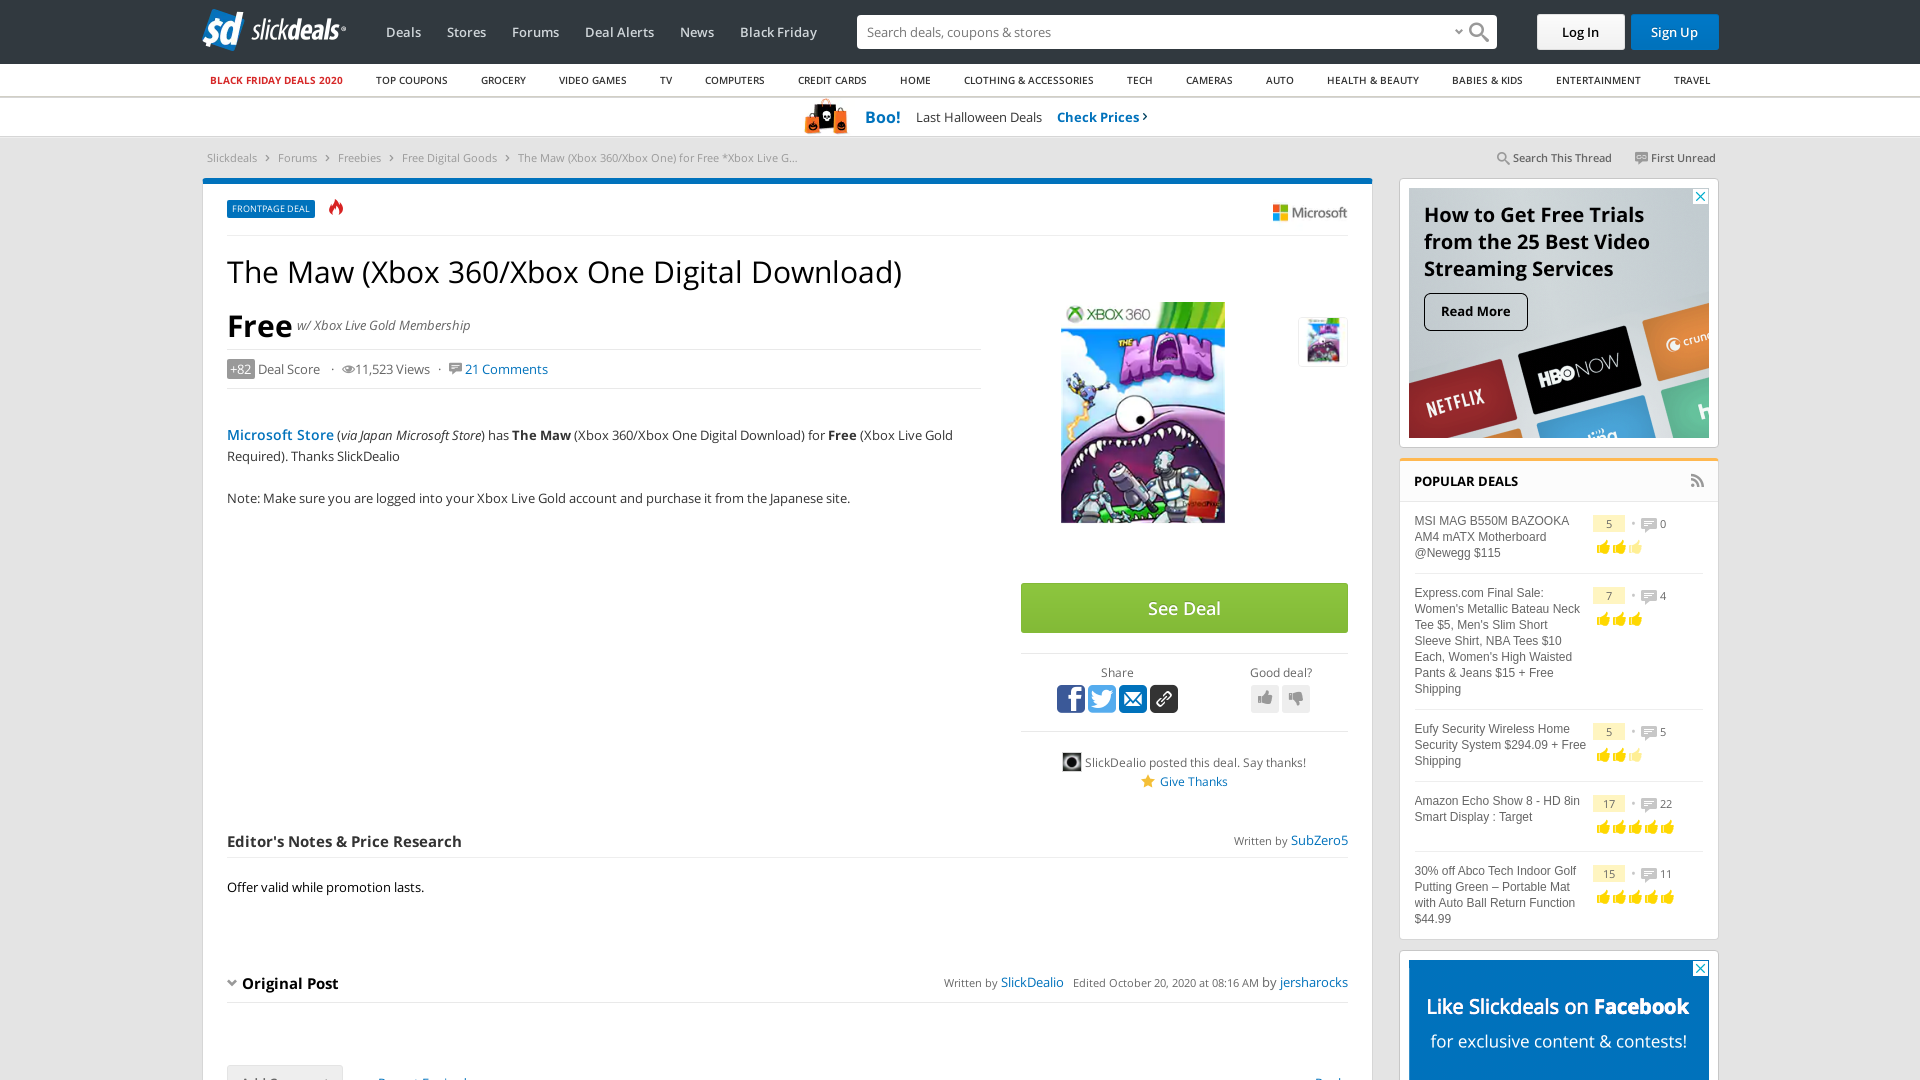 slickdeals
Deals Stores Forums Deal Alerts News Black Friday
Search deals, coupons & shops
Log In
Sign Up
BLACK FRIDAY DEALS 2020 TOP COUPONS GROCERY VIDEO GAMES TV COMPUTERS CREDIT CARDS HOME CLOTHING & ACCESSORIES TECH CAMERAS AUTO HEALTH & BEAUTY BABIES & KIDS ENTERTAINMENT TRAVEL
Boo! Last Halloween Deals Check Prices ›
Slickdeals › Forums › Freebies › Free Digital Goods › The Maw (Xbox 360/Xbox One) for Free *Xbox Live G...
Search This Thread First Unread
FRONTPAGE DEAL
Microsoft
The Maw (Xbox 360/Xbox One Digital Download)
Free w/ Xbox Live Gold Membership
+82 Deal Score · 11,523 Views · 21 Comments
Microsoft Store (via Japan Microsoft Store) has The Maw (Xbox 360/Xbox One Digital Download) for Free (Xbox Live Gold
Required). Thanks SlickDealio
Note: Make sure you are logged into your Xbox Live Gold account and purchase it from the Japanese site.
XBOX 360
THE
MAW
See Deal
Share
Good deal?
SlickDealio posted this deal. Say thanks!
Give Thanks
Editor's Notes & Price Research
Written by SubZero5
Offer valid while promotion lasts.
Original Post
Written by SlickDealio Edited October 20, 2020 at 08:16 AM by jersharocks
How to Get Free Trials
from the 25 Best Video
Streaming Services
Read More
NETFLIX
HBO NOW
POPULAR DEALS
MSI MAG B550M BAZOOKA
AM4 mATX Motherboard
@Newegg $115
5 • 0
Express.com Final Sale:
Women's Metallic Bateau Neck
Tee $5, Men's Slim Short
Sleeve Shirt, NBA Tees $10
Each, Women's High Waisted
Pants & Jeans $15 + Free
Shipping
7 • 4
Eufy Security Wireless Home
Security System $294.09 + Free
Shipping
5 • 5
Amazon Echo Show 8 - HD 8in
Smart Display : Target
17 • 22
30% off Abco Tech Indoor Golf
Putting Green – Portable Mat
with Auto Ball Return Function
$44.99
15 • 11
Like Slickdeals on Facebook
for exclusive content & contests!